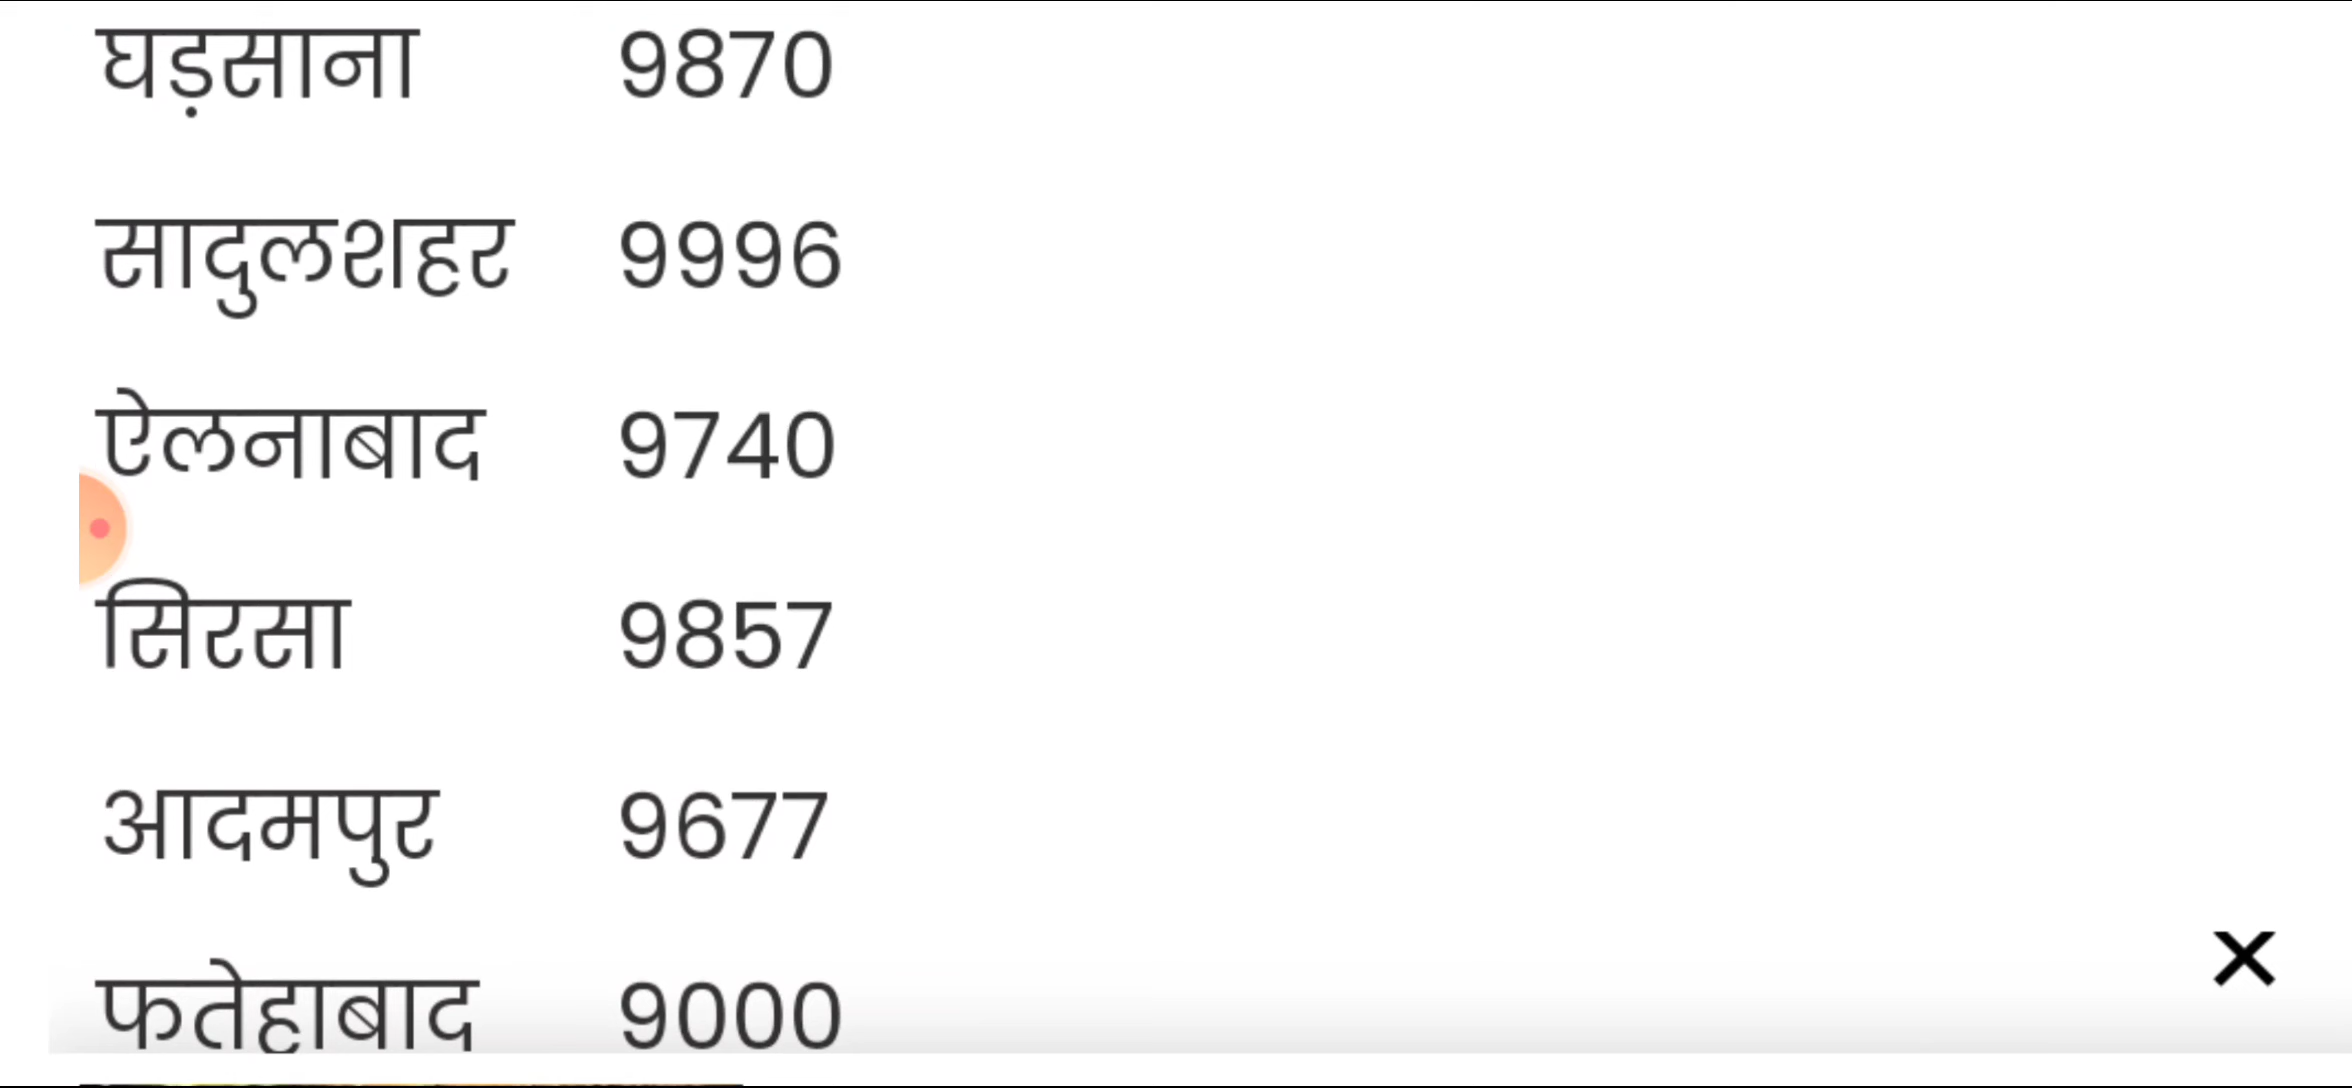 घड़साना 9870
सादुलशहर 9996
ऐलनाबाद 9740
सिरसा 9857
आदमपुर 9677
फतेहाबाद 9000